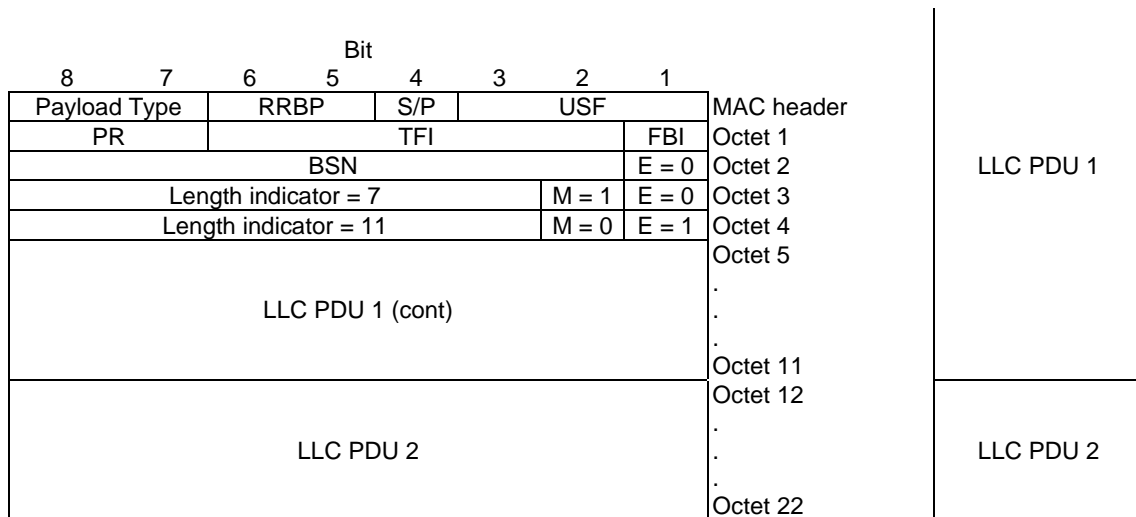 Bit
8 7 6 5 4 3 2 1
Payload Type RRBP S/P USF MAC header
PR TFI FBI Octet 1
BSN E = 0 Octet 2 LLC PDU 1
Length indicator = 7 M = 1 E = 0 Octet 3
Length indicator = 11 M = 0 E = 1 Octet 4
Octet 5
.
LLC PDU 1 (cont) .
.
Octet 11
Octet 12
.
LLC PDU 2 . LLC PDU 2
.
Octet 22